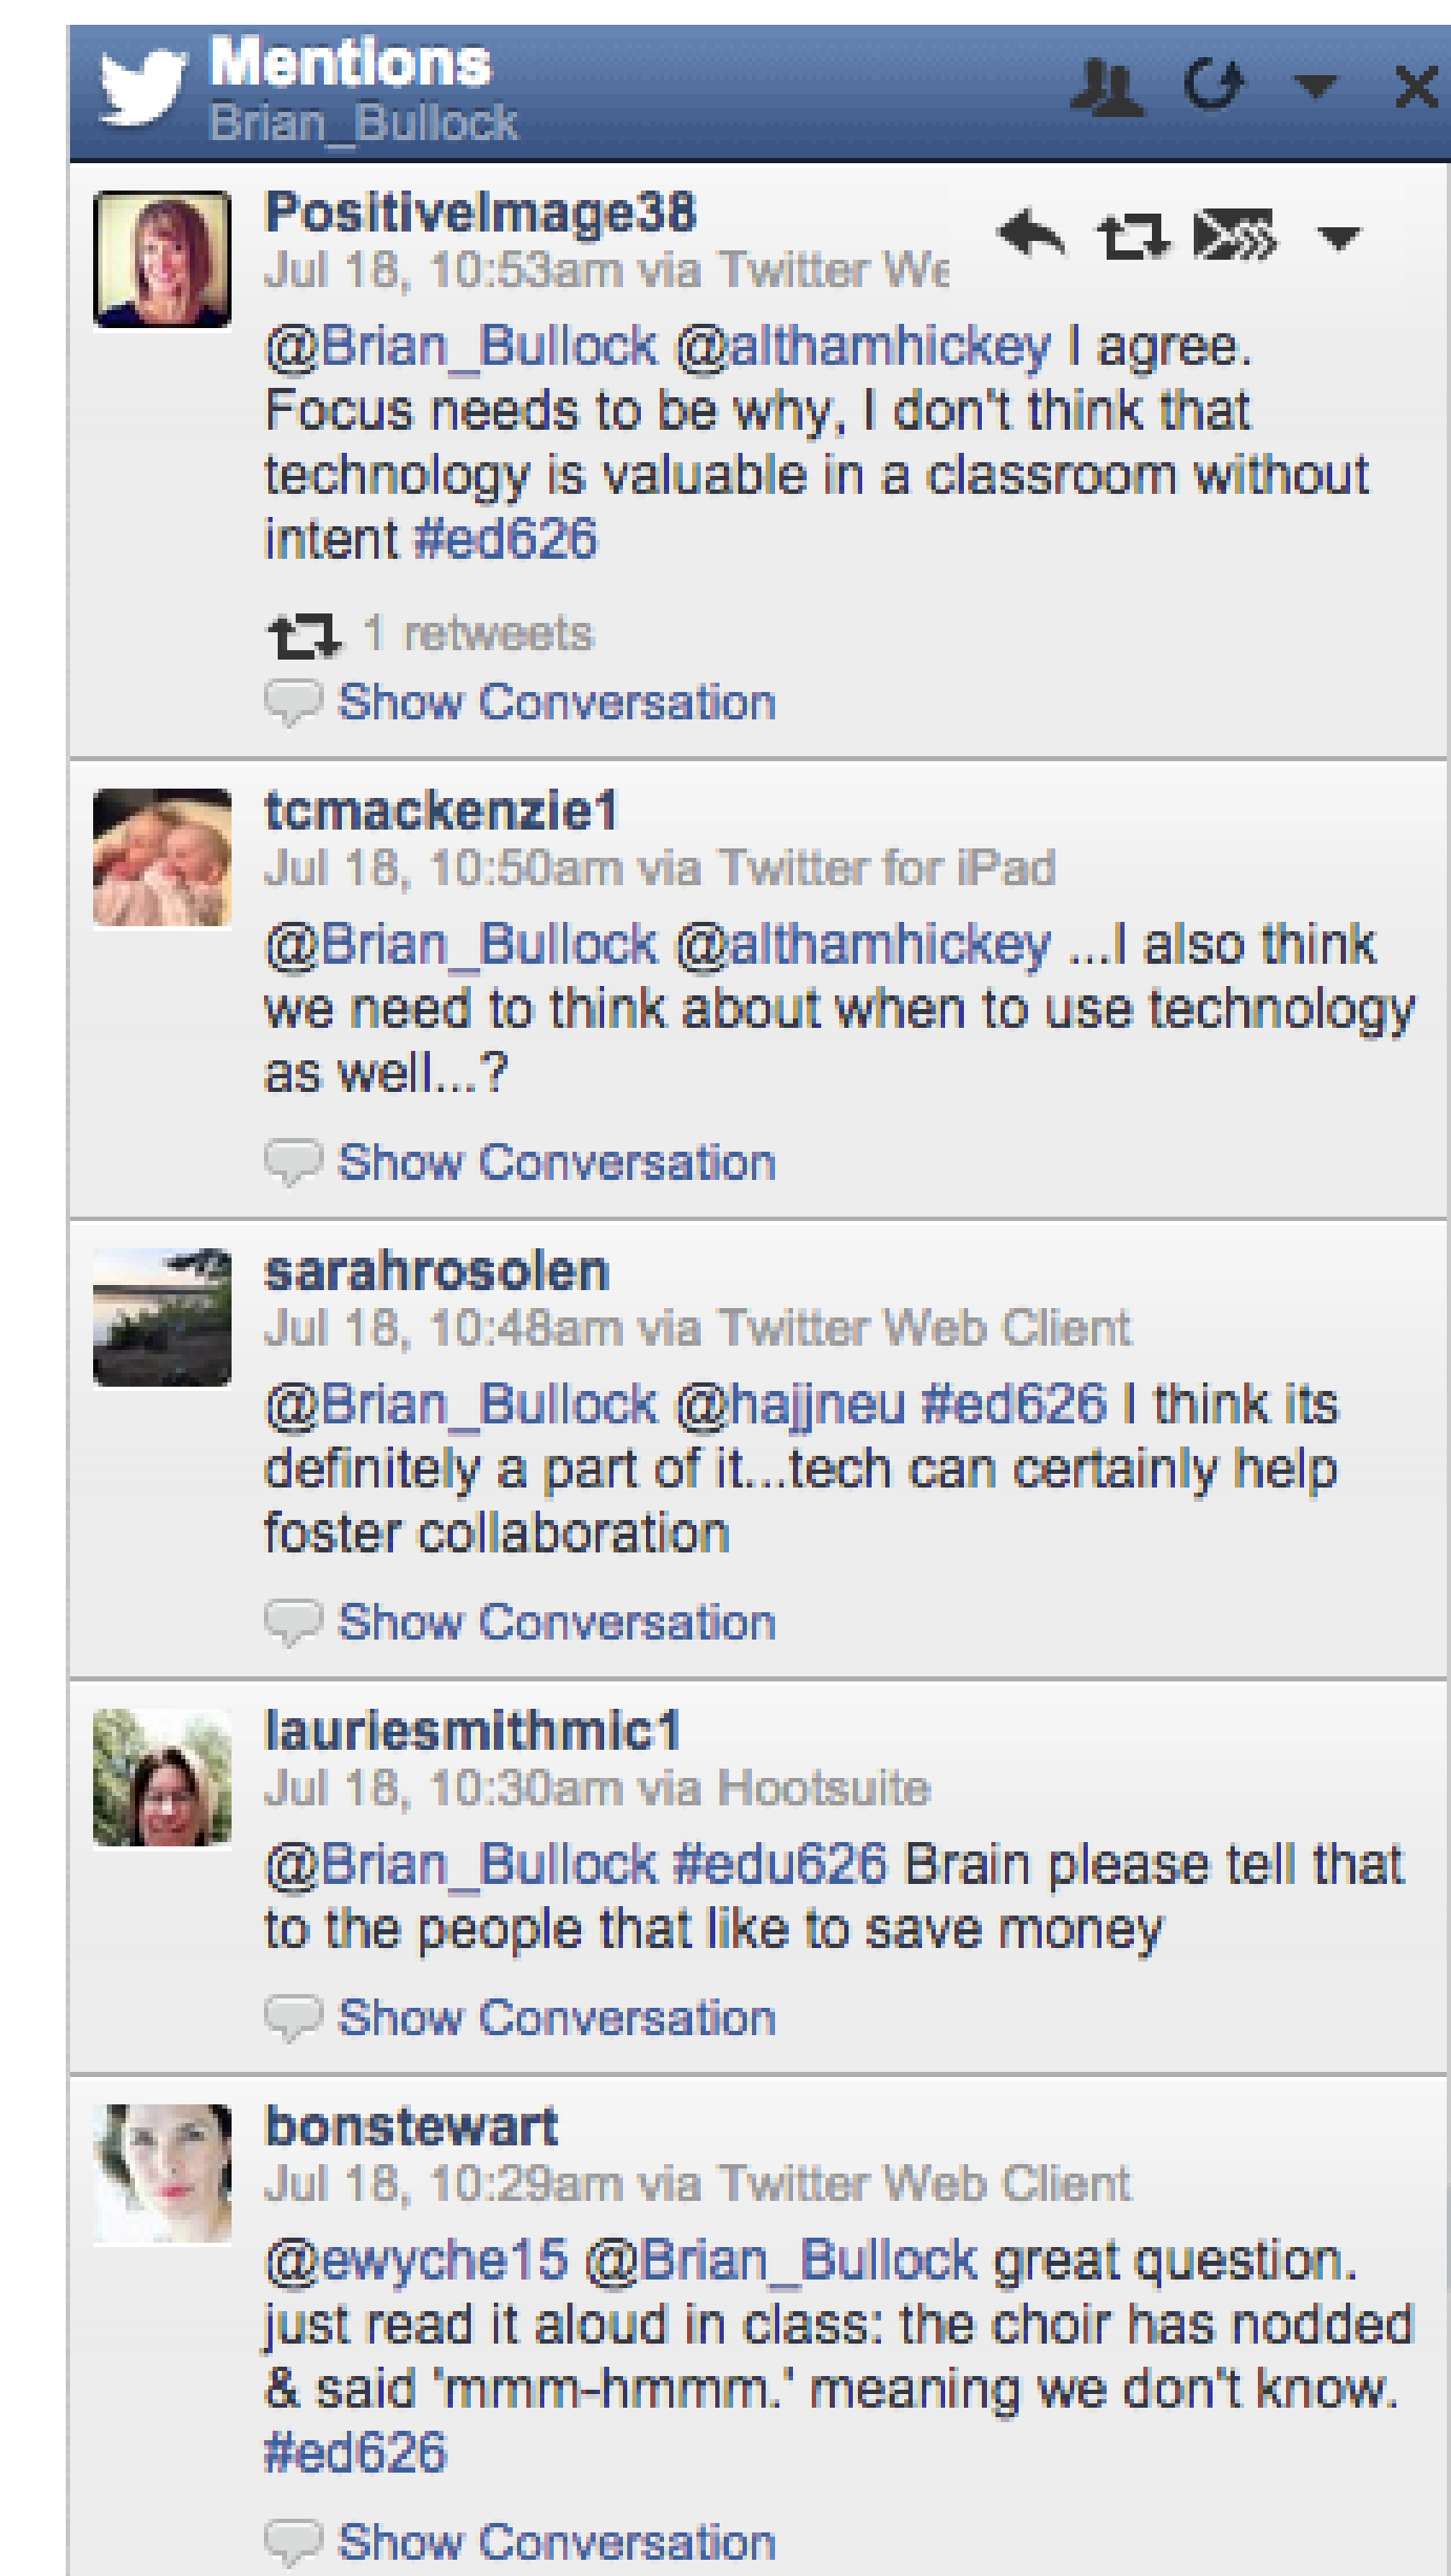 Mentions
Brian_Bullock
PositiveImage38
Jul 18, 10:53am via Twitter We
@Brian_Bullock @althamhickey I agree.
Focus needs to be why, I don't think that
technology is valuable in a classroom without
intent #ed626
1 retweets
Show Conversation
tcmackenzie1
Jul 18, 10:50am via Twitter for iPad
@Brian_Bullock @althamhickey ...I also think
we need to think about when to use technology
as well...?
Show Conversation
sarahrosolen
Jul 18, 10:48am via Twitter Web Client
@Brian_Bullock @hajjneu #ed626 I think its
definitely a part of it...tech can certainly help
foster collaboration
Show Conversation
lauriesmithmic1
Jul 18, 10:30am via Hootsuite
@Brian_Bullock #edu626 Brain please tell that
to the people that like to save money
Show Conversation
bonstewart
Jul 18, 10:29am via Twitter Web Client
@ewyche15 @Brian_Bullock great question.
just read it aloud in class: the choir has nodded
& said 'mmm-hmmm.' meaning we don't know.
#ed626
Show Conversation